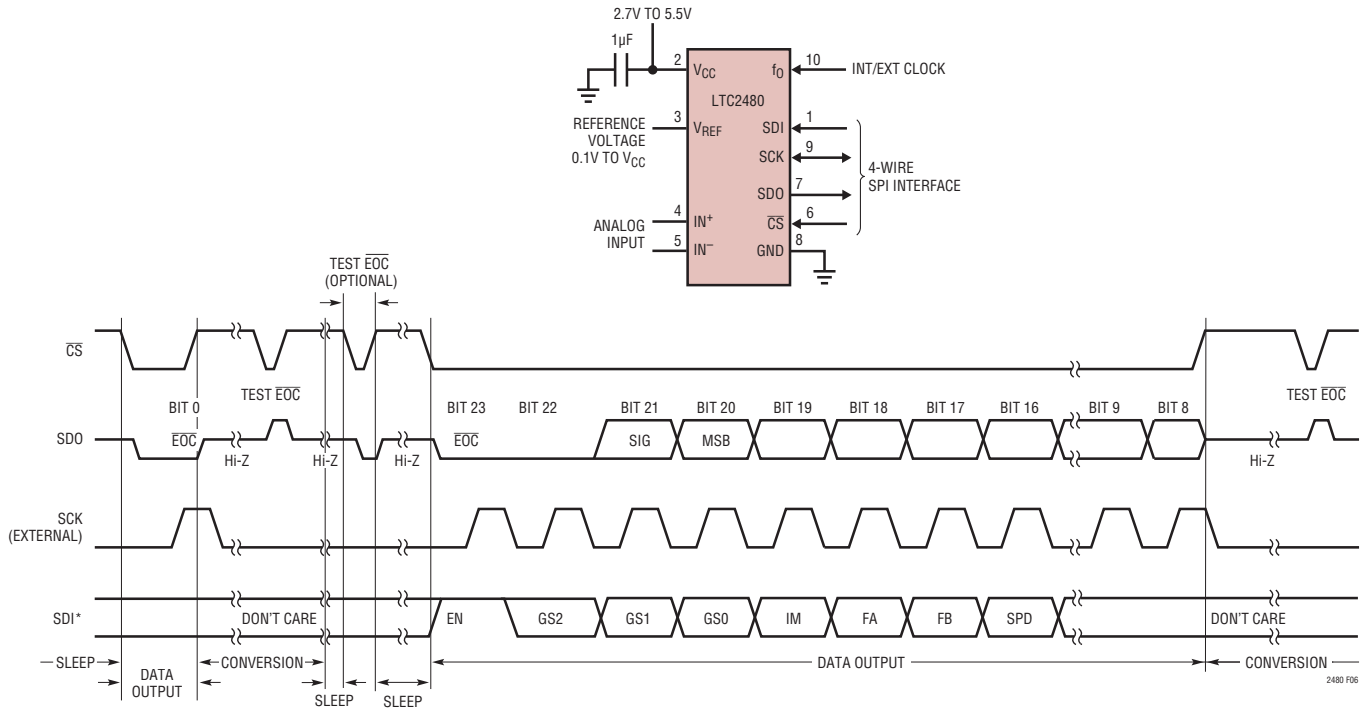 2.7V TO 5.5V
1µF
2
VCC
fO
10
INT/EXT CLOCK
LTC2480
REFERENCE
VOLTAGE
0.1V TO VCC
3
VREF
SDI
1
SCK
9
SDO
7
CS
6
4-WIRE
SPI INTERFACE
ANALOG
INPUT
4
IN+
5
IN–
GND
8
TEST EOC
(OPTIONAL)
CS
TEST EOC
TEST EOC
BIT 0
BIT 23
BIT 22
BIT 21
BIT 20
BIT 19
BIT 18
BIT 17
BIT 16
BIT 9
BIT 8
SDO
EOC
EOC
SIG
MSB
Hi-Z
Hi-Z
Hi-Z
Hi-Z
SCK
(EXTERNAL)
SDI*
DON'T CARE
EN
GS2
GS1
GS0
IM
FA
FB
SPD
DON'T CARE
SLEEP
DATA
OUTPUT
CONVERSION
SLEEP
SLEEP
DATA OUTPUT
CONVERSION
2480 F06